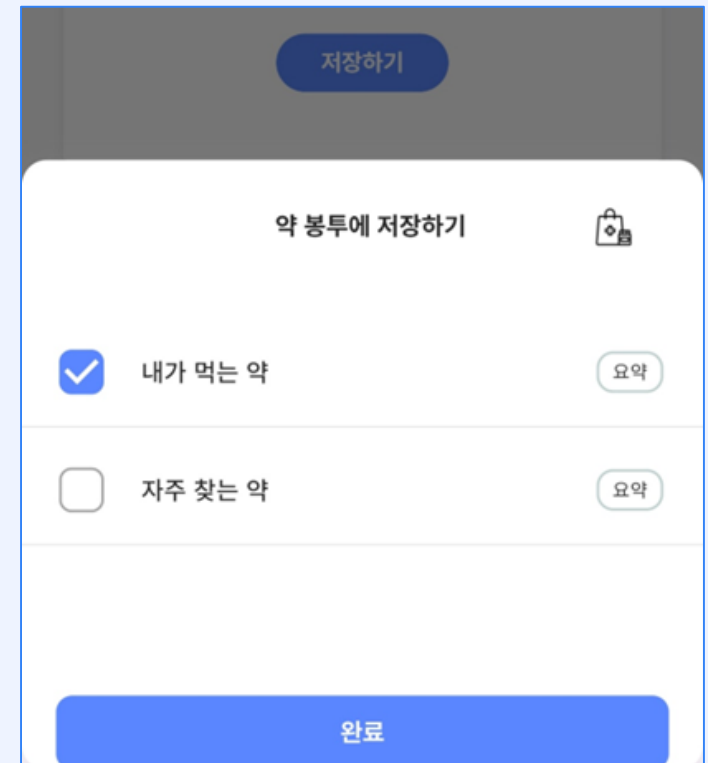 저장하기
약 봉투에 저장하기
내가 먹는 약 요약
자주 찾는 약 요약
완료